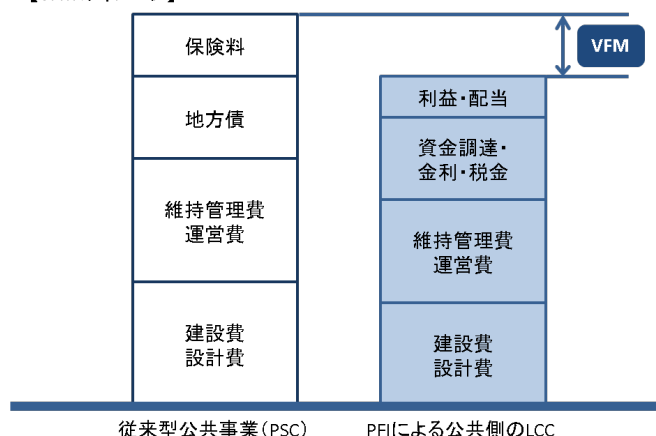 保険料
地方債
維持管理費
運営費
建設費
設計費
従来型公共事業(PSC)
VFM
利益・配当
資金調達・
金利・税金
維持管理費
運営費
建設費
設計費
PFIによる公共側のLCC